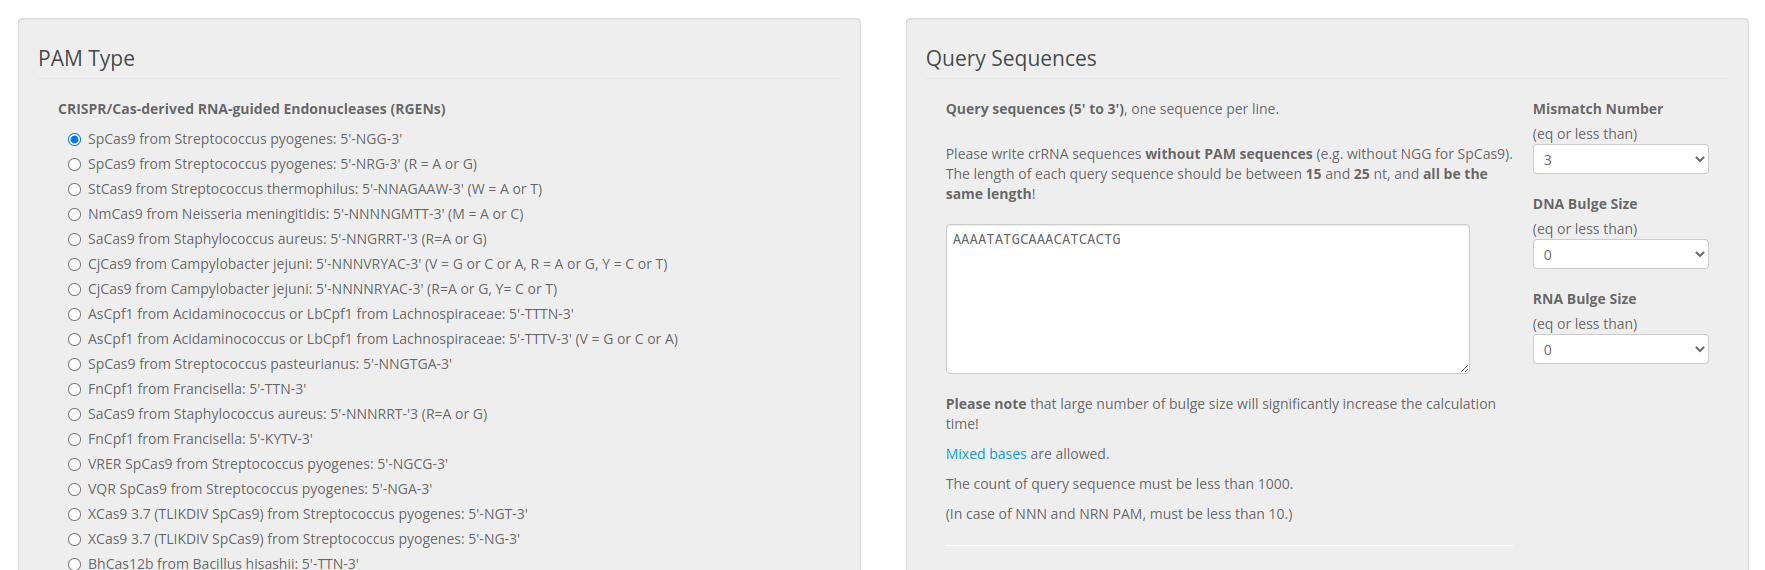 PAM Type
CRISPR/Cas-derived RNA-guided Endonucleases (RGENs)
SpCas9 from Streptococcus pyogenes: 5'-NGG-3'
SpCas9 from Streptococcus pyogenes: 5'-NRG-3' (R = A or G)
StCas9 from Streptococcus thermophilus: 5'-NNAGAAW-3' (W = A or T)
NmCas9 from Neisseria meningitidis: 5'-NNNNGMTT-3' (M = A or C)
SaCas9 from Staphylococcus aureus: 5'-NNGRRT-'3 (R=A or G)
CjCas9 from Campylobacter jejuni: 5'-NNNVRYAC-3' (V = G or C or A, R = A or G, Y = C or T)
CjCas9 from Campylobacter jejuni: 5'-NNNNRYAC-3' (R=A or G, Y= C or T)
AsCpf1 from Acidaminococcus or LbCpf1 from Lachnospiraceae: 5'-TTTN-3'
AsCpf1 from Acidaminococcus or LbCpf1 from Lachnospiraceae: 5'-TTTV-3' (V = G or C or A)
SpCas9 from Streptococcus pasteurianus: 5'-NNGTGA-3'
FnCpf1 from Francisella: 5'-TTN-3'
SaCas9 from Staphylococcus aureus: 5'-NNNRRT-'3 (R=A or G)
FnCpf1 from Francisella: 5'-KYTV-3'
VRER SpCas9 from Streptococcus pyogenes: 5'-NGCG-3'
VQR SpCas9 from Streptococcus pyogenes: 5'-NGA-3'
XCas9 3.7 (TLIKDIV SpCas9) from Streptococcus pyogenes: 5'-NGT-3'
XCas9 3.7 (TLIKDIV SpCas9) from Streptococcus pyogenes: 5'-NG-3'
BhCas12b from Bacillus hisashii: 5'-TTN-3'
Query Sequences
Query sequences (5' to 3'), one sequence per line.
Please write crRNA sequences without PAM sequences (e.g. without NGG for SpCas9).
The length of each query sequence should be between 15 and 25 nt, and all be the
same length!
AAAATATGCAAACATCACTG
Please note that large number of bulge size will significantly increase the calculation
time!
Mixed bases are allowed.
The count of query sequence must be less than 1000.
(In case of NNN and NRN PAM, must be less than 10.)
Mismatch Number
(eq or less than)
3
DNA Bulge Size
(eq or less than)
0
RNA Bulge Size
(eq or less than)
0